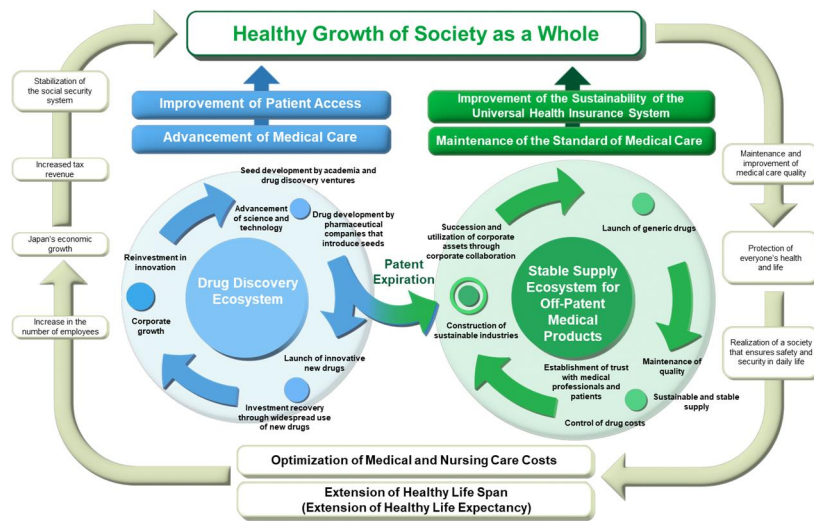 Healthy Growth of Society as a Whole
Stabilization of
the social security
system
Increased tax
revenue
Japan's economic
growth
Increase in the
number of employees
Improvement of Patient Access
Advancement of Medical Care
Improvement of the Sustainability of the
Universal Health Insurance System
Maintenance of the Standard of Medical Care
Seed development by academia and
drug discovery ventures
Advancement
of science and
technology
Drug development by
pharmaceutical
companies that
introduce seeds
Reinvestment in
innovation
Drug Discovery
Ecosystem
Corporate
growth
Launch of innovative
new drugs
Investment recovery
through widespread use
of new drugs
Patent
Expiration
Succession and
utilization of corporate
assets through
corporate collaboration
Launch of generic drugs
Stable Supply
Ecosystem for
Off-Patent
Medical
Products
Construction of
sustainable industries
Establishment of trust with
medical professionals and
patients
Maintenance of
quality
Sustainable and stable
supply
Control of drug costs
Maintenance and
improvement of
medical care quality
Protection of
everyone's health
and life
Realization of a society
that ensures safety and
security in daily life
Optimization of Medical and Nursing Care Costs
Extension of Healthy Life Span
(Extension of Healthy Life Expectancy)